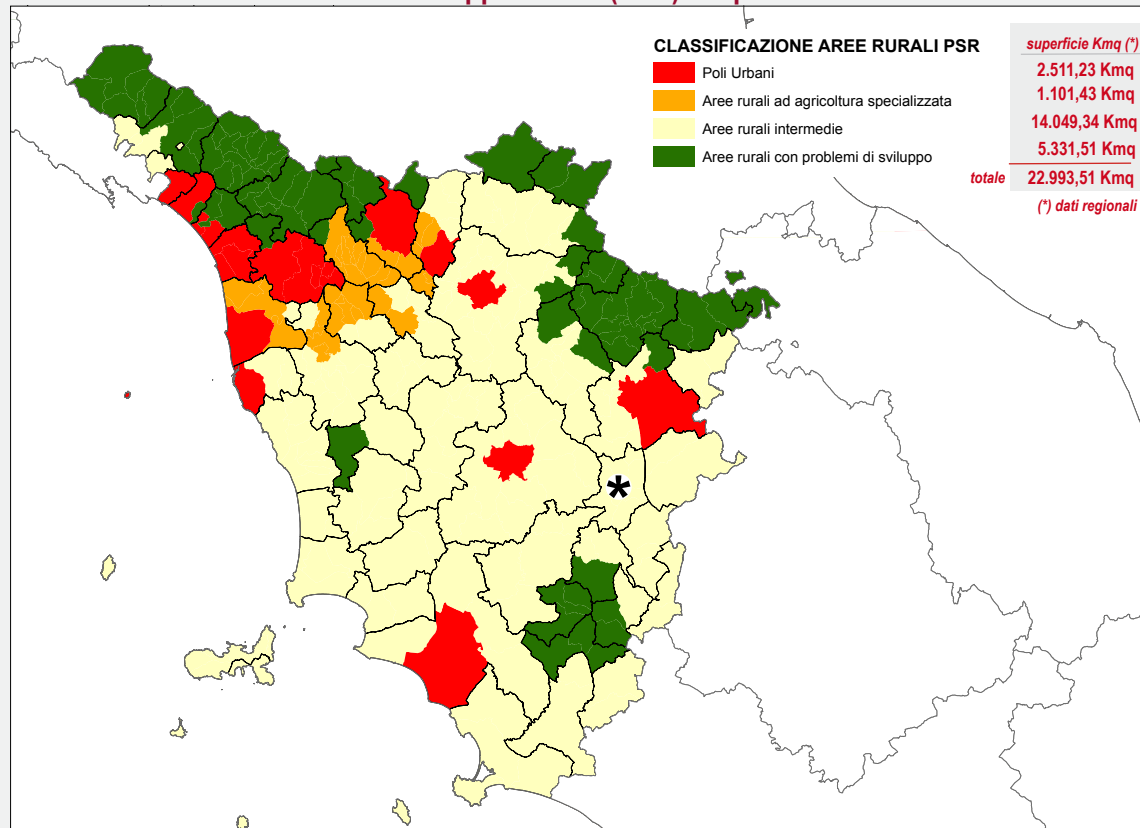 CLASSIFICAZIONE AREE RURALI PSR
superficie Kmq (*)
Poli Urbani
2.511,23 Kmq
Aree rurali ad agricoltura specializzata
1.101,43 Kmq
Aree rurali intermedie
14.049,34 Kmq
Aree rurali con problemi di sviluppo
5.331,51 Kmq
totale 22.993,51 Kmq
(*) dati regionali
*